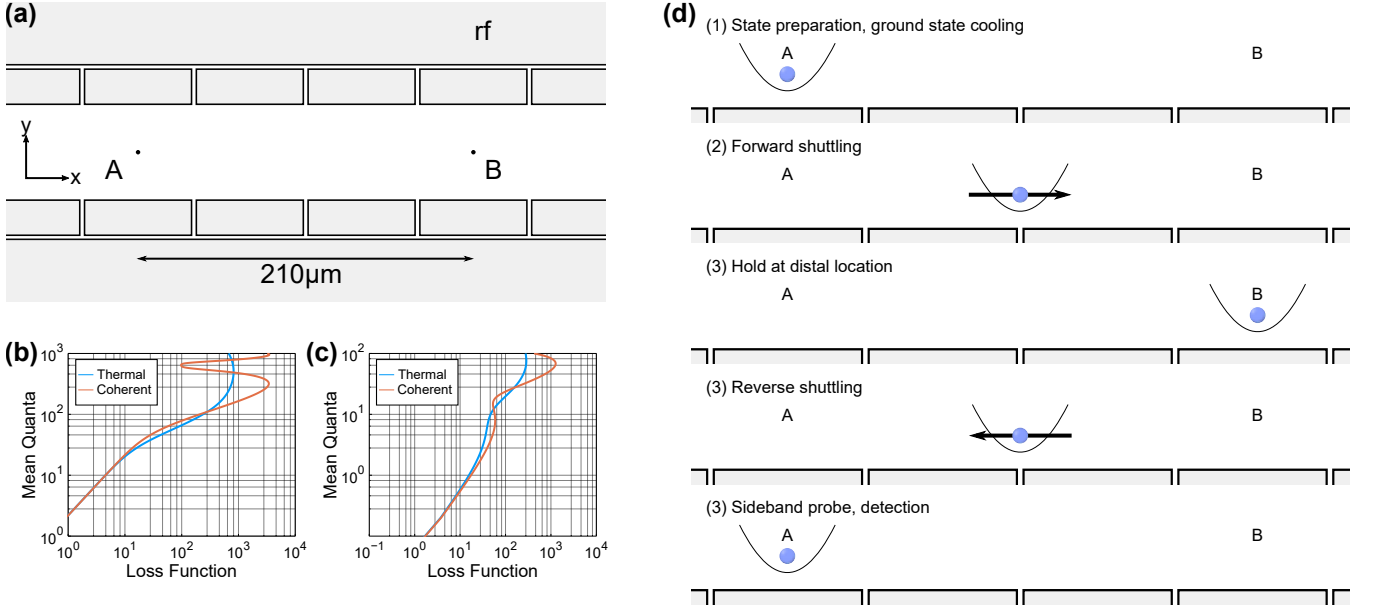 (a)
rf
y
A
B
x
210μm
(b)
10³
10²
10¹
10⁰
Mean Quanta
Thermal
Coherent
10⁰ 10¹ 10² 10³ 10⁴
Loss Function
(c)
10²
10¹
10⁰
Mean Quanta
Thermal
Coherent
10⁻¹ 10⁰ 10¹ 10² 10³ 10⁴
Loss Function
(d)
(1) State preparation, ground state cooling
A B
(2) Forward shuttling
A B
(3) Hold at distal location
A B
(3) Reverse shuttling
A B
(3) Sideband probe, detection
A B